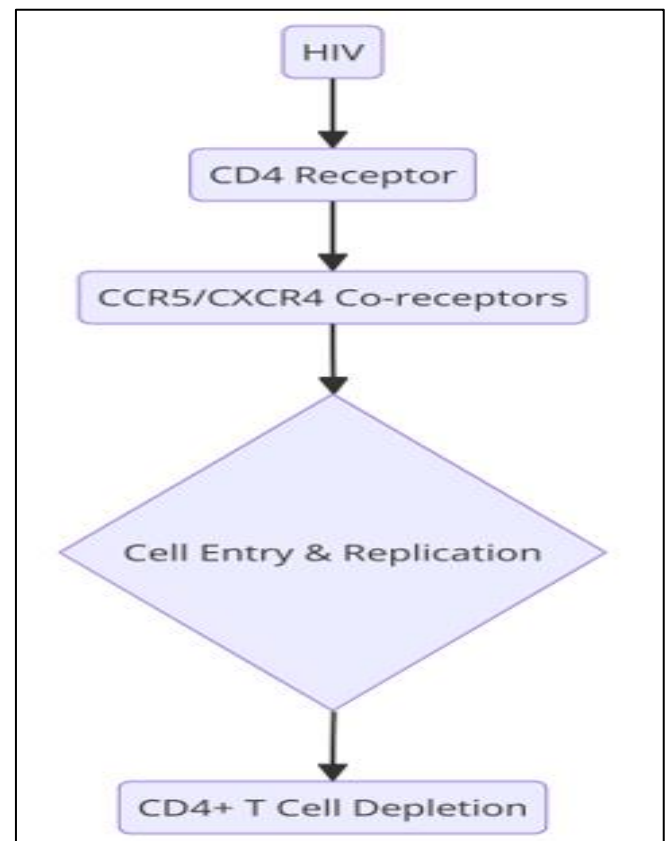 HIV
CD4 Receptor
CCR5/CXCR4 Co-receptors
Cell Entry & Replication
CD4+ T Cell Depletion